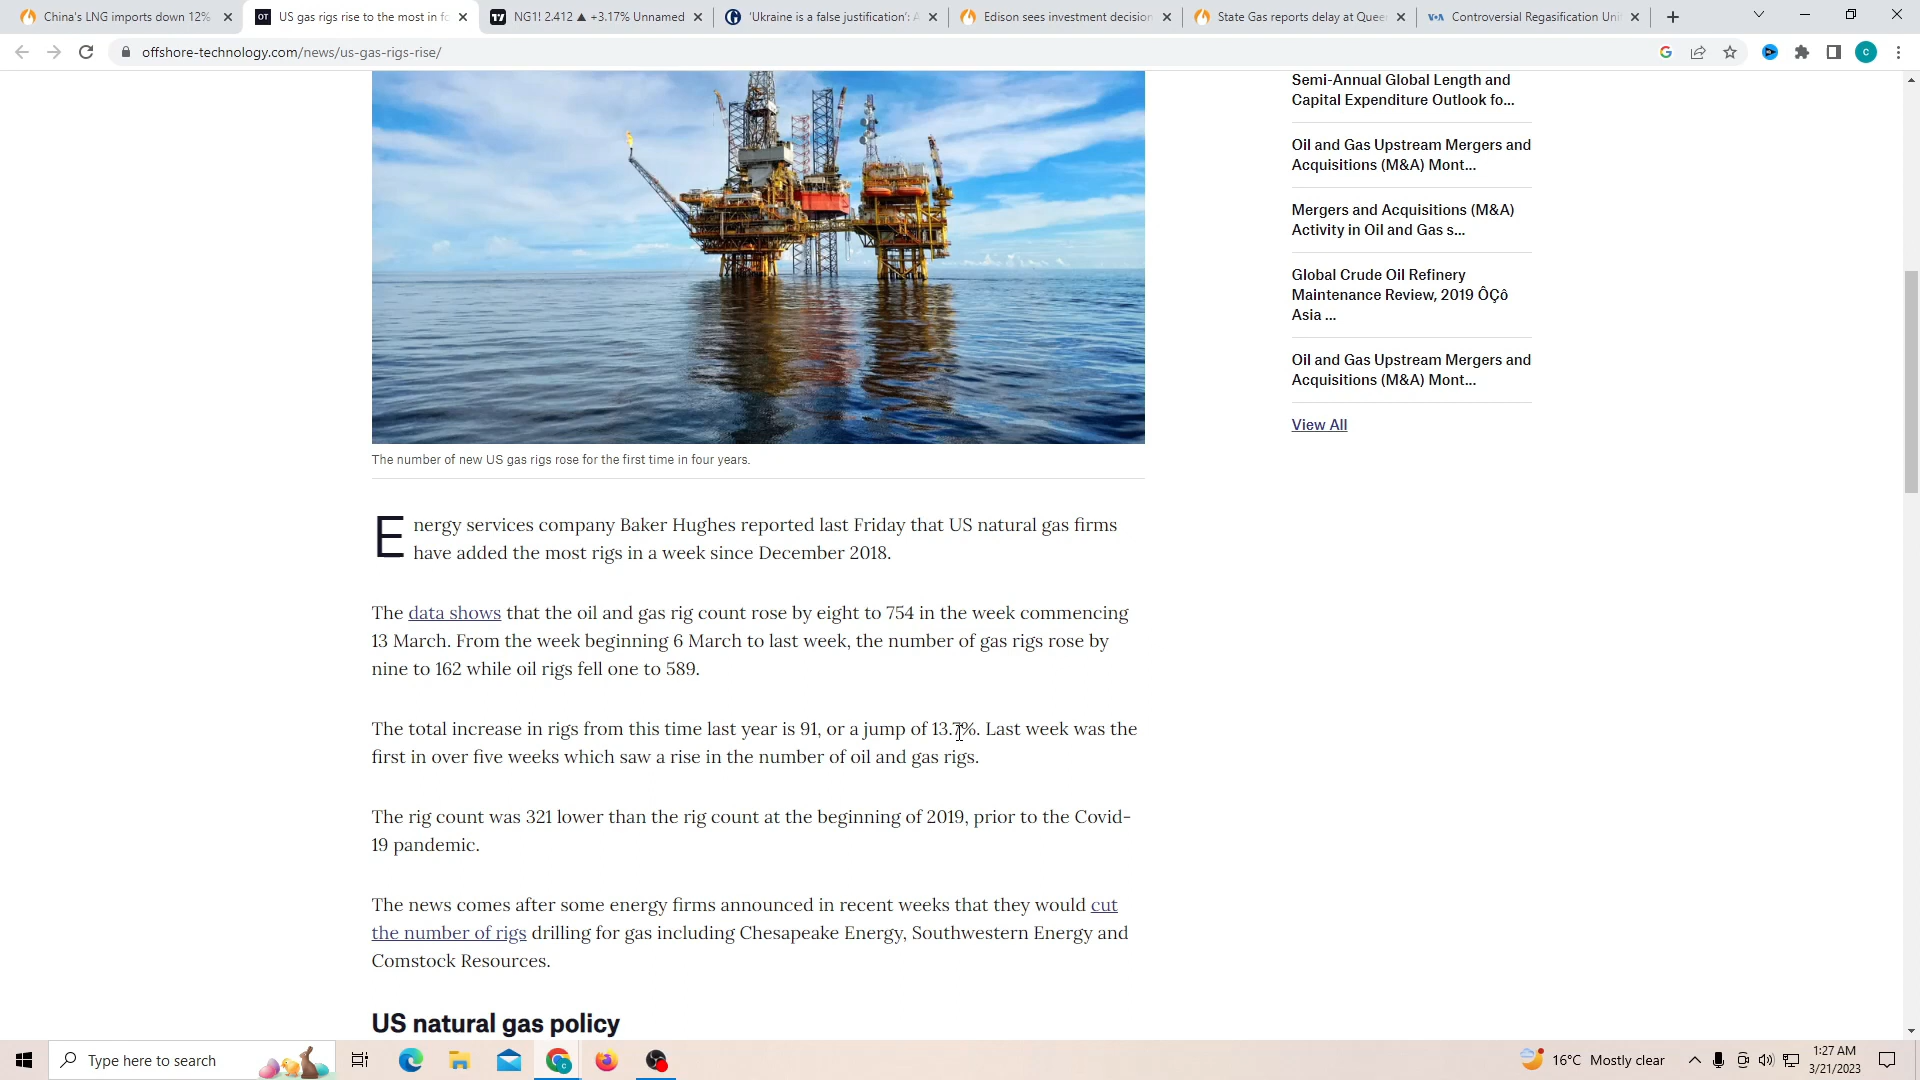 China's LNG imports down 12%
US gas rigs rise to the most in fo
NG1! 2.412 ▲ +3.17% Unnamed
'Ukraine is a false justification': A
Edison sees investment decision
State Gas reports delay at Quee
Controversial Regasification Uni
offshore-technology.com/news/us-gas-rigs-rise/
Semi-Annual Global Length and
Capital Expenditure Outlook fo...
Oil and Gas Upstream Mergers and
Acquisitions (M&A) Mont...
Mergers and Acquisitions (M&A)
Activity in Oil and Gas s...
Global Crude Oil Refinery
Maintenance Review, 2019 ÔÇô
Asia ...
Oil and Gas Upstream Mergers and
Acquisitions (M&A) Mont...
View All
The number of new US gas rigs rose for the first time in four years.
Energy services company Baker Hughes reported last Friday that US natural gas firms
have added the most rigs in a week since December 2018.
The data shows that the oil and gas rig count rose by eight to 754 in the week commencing
13 March. From the week beginning 6 March to last week, the number of gas rigs rose by
nine to 162 while oil rigs fell one to 589.
The total increase in rigs from this time last year is 91, or a jump of 13.7%. Last week was the
first in over five weeks which saw a rise in the number of oil and gas rigs.
The rig count was 321 lower than the rig count at the beginning of 2019, prior to the Covid-
19 pandemic.
The news comes after some energy firms announced in recent weeks that they would cut
the number of rigs drilling for gas including Chesapeake Energy, Southwestern Energy and
Comstock Resources.
US natural gas policy
Type here to search
16°C Mostly clear
1:27 AM
3/21/2023